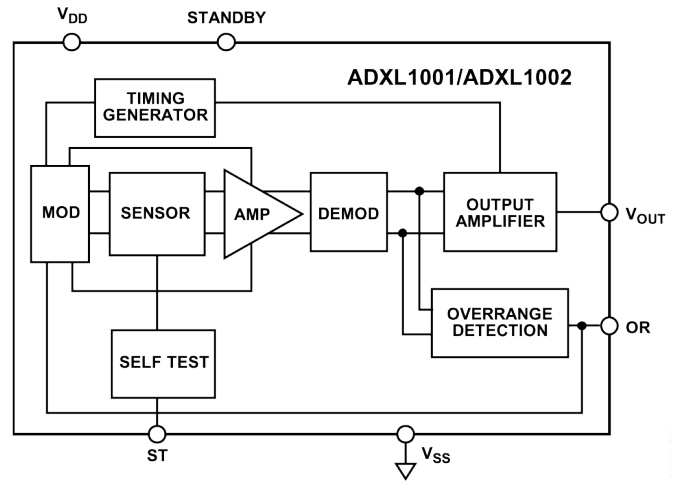 VDD
STANDBY
ADXL1001/ADXL1002
TIMING
GENERATOR
MOD
SENSOR
AMP
DEMOD
OUTPUT
AMPLIFIER
VOUT
OVERRANGE
DETECTION
OR
SELF TEST
ST
VSS